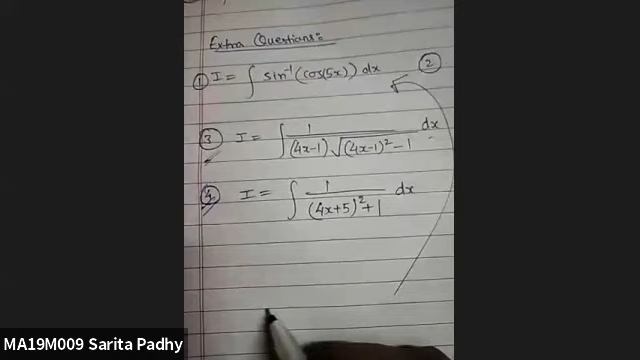 Extra Questions:
① I = ∫ sin⁻¹(cos(5x)) dx ②
③ I = ∫ 1/((4x-1)√((4x-1)²-1)) dx
④ I = ∫ 1/((4x+5)²+1) dx
MA19M009 Sarita Padhy